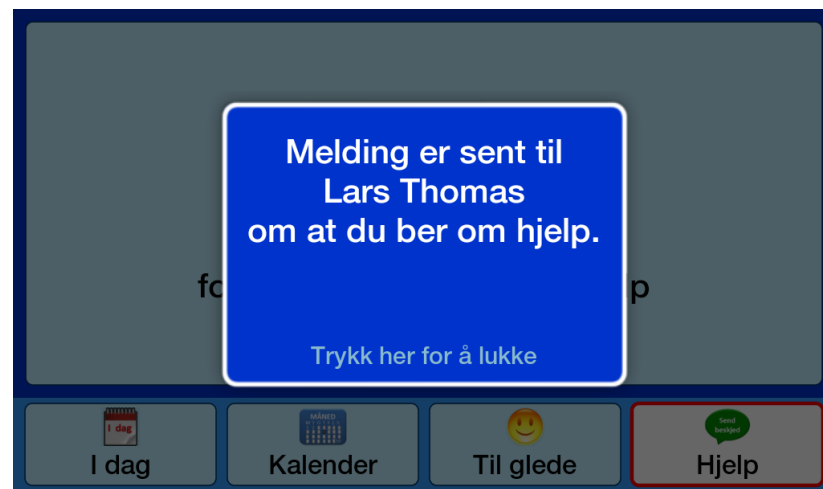 Melding er sent til
Lars Thomas
om at du ber om hjelp.
Trykk her for å lukke
I dag
MÅNED
Send
beskjed
I dag
Kalender
Til glede
Hjelp